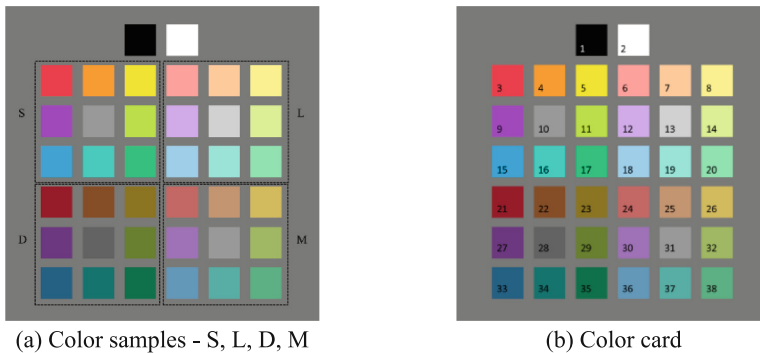 S
L
D
M
1 2
3 4 5 6 7 8
9 10 11 12 13 14
15 16 17 18 19 20
21 22 23 24 25 26
27 28 29 30 31 32
33 34 35 36 37 38
(a) Color samples - S, L, D, M
(b) Color card